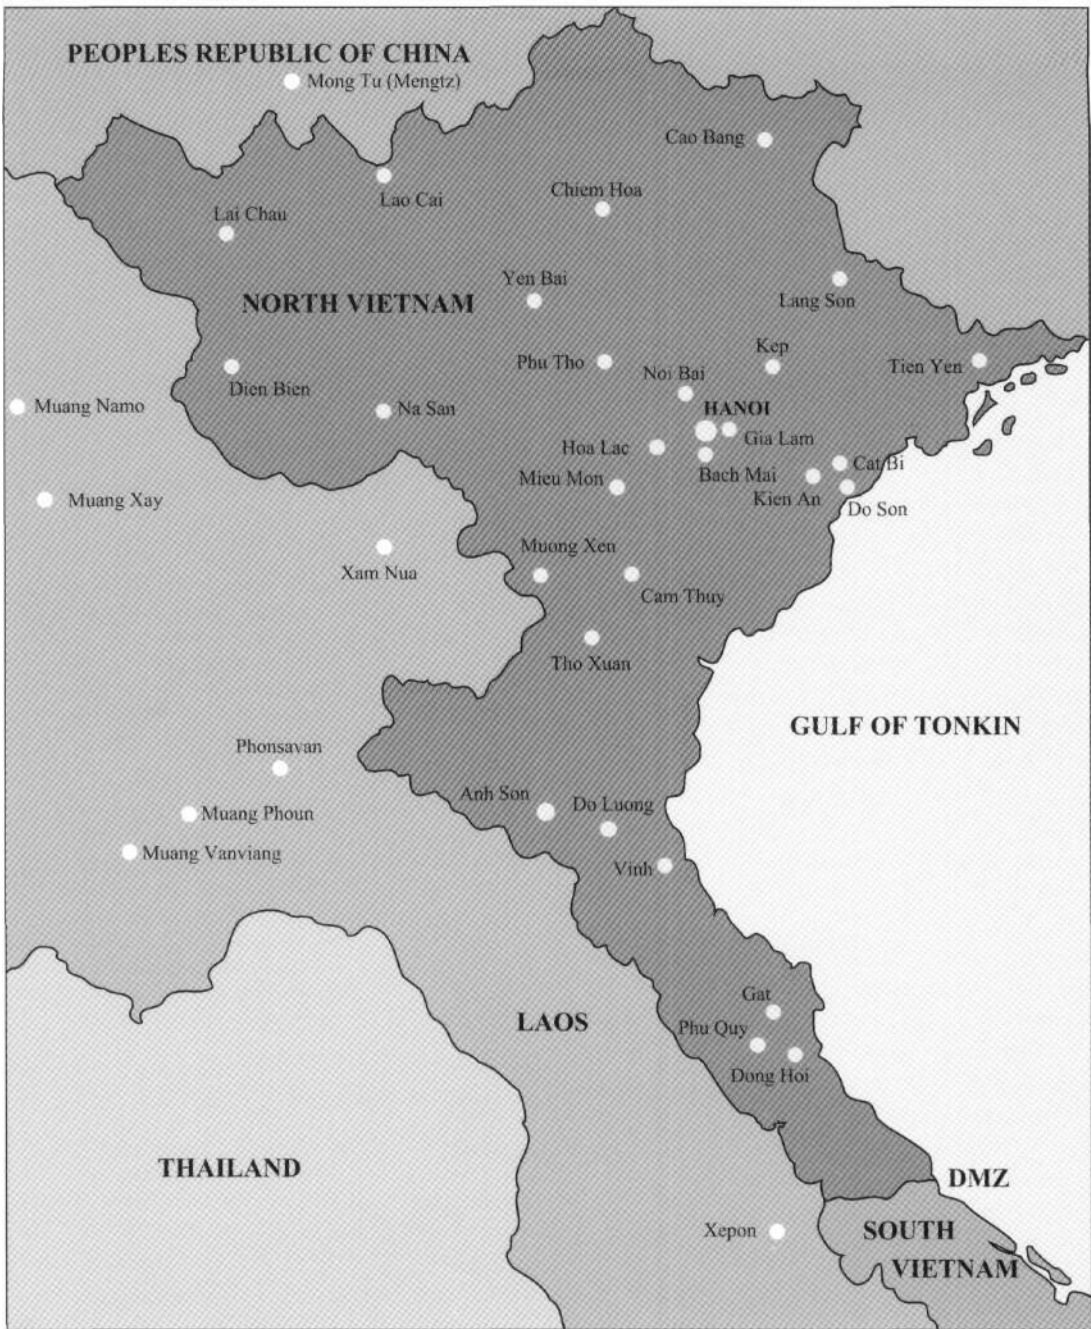 PEOPLES REPUBLIC OF CHINA
Mong Tu (Mengtz)
Cao Bang
Lao Cai
Chiem Hoa
Lai Chau
Yen Bai
Lang Son
NORTH VIETNAM
Kep
Phu Tho
Tien Yen
Noi Bai
Dien Bien
Muang Namo
Na San
HANOI
Gia Lam
Hoa Lac
Cat Bi
Bach Mai
Mieu Mon
Kien An
Muang Xay
Do Son
Muong Xen
Xam Nua
Cam Thuy
Tho Xuan
GULF OF TONKIN
Phonsavan
Anh Son
Do Luong
Muang Phoun
Muang Vanviang
Vinh
Gat
LAOS
Phu Quy
Dong Hoi
THAILAND
DMZ
Xepon
SOUTH
VIETNAM